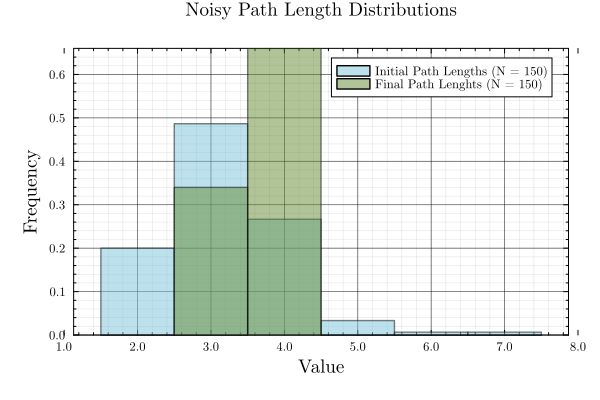 Noisy Path Length Distributions
Initial Path Lengths (N = 150)
Final Path Lenghts (N = 150)
Frequency
0.6
0.5
0.4
0.3
0.2
0.1
0.0
1.0 2.0 3.0 4.0 5.0 6.0 7.0 8.0
Value